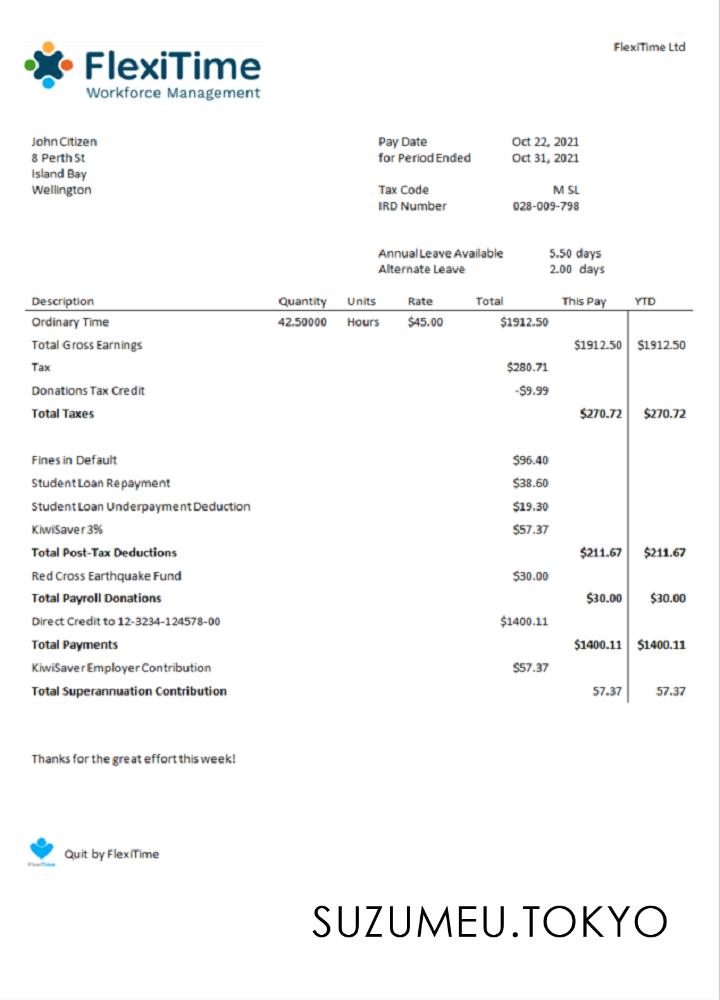 FlexiTime Ltd
FlexiTime
Workforce Management
John Citizen
8 Perth St
Island Bay
Wellington
Pay Date Oct 22, 2021
for Period Ended Oct 31, 2021
Tax Code M SL
IRD Number 028-009-798
Annual Leave Available 5.50 days
Alternate Leave 2.00 days
Description Quantity Units Rate Total This Pay YTD
Ordinary Time 42.50000 Hours $45.00 $1912.50
Total Gross Earnings $1912.50 $1912.50
Tax $280.71
Donations Tax Credit -$9.99
Total Taxes $270.72 $270.72
Fines in Default $96.40
Student Loan Repayment $38.60
Student Loan Underpayment Deduction $19.30
KiwiSaver 3% $57.37
Total Post-Tax Deductions $211.67 $211.67
Red Cross Earthquake Fund $30.00
Total Payroll Donations $30.00 $30.00
Direct Credit to 12-3234-124578-00 $1400.11
Total Payments $1400.11 $1400.11
KiwiSaver Employer Contribution $57.37
Total Superannuation Contribution 57.37 57.37
Thanks for the great effort this week!
FlexiTime
Quit by FlexiTime
SUZUMEU.TOKYO